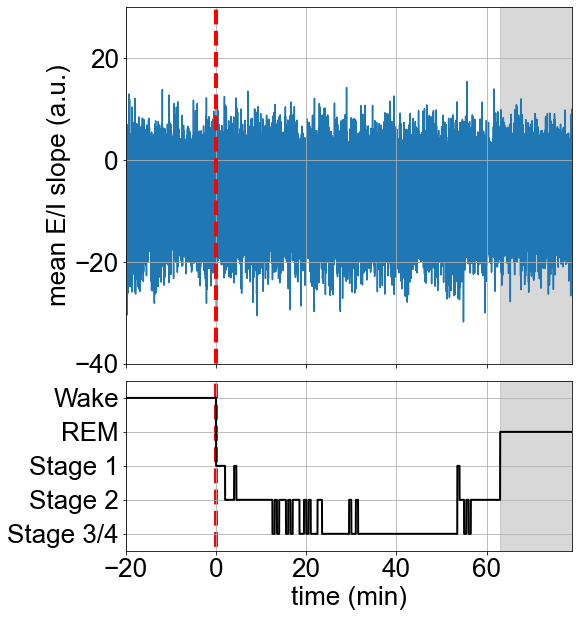 mean E/I slope (a.u.)
20
0
−20
−40
Wake
REM
Stage 1
Stage 2
Stage 3/4
−20 0 20 40 60
time (min)